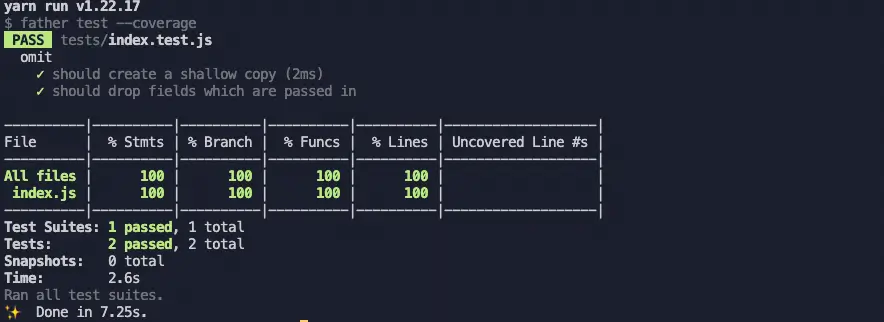 yarn run v1.22.17
$ father test --coverage
PASS tests/index.test.js
omit
✓ should create a shallow copy (2ms)
✓ should drop fields which are passed in
----------|----------|----------|----------|----------|-------------------|
File      |  % Stmts | % Branch |  % Funcs |  % Lines | Uncovered Line #s |
----------|----------|----------|----------|----------|-------------------|
All files |      100 |      100 |      100 |      100 |                   |
 index.js |      100 |      100 |      100 |      100 |                   |
----------|----------|----------|----------|----------|-------------------|
Test Suites: 1 passed, 1 total
Tests:       2 passed, 2 total
Snapshots:   0 total
Time:        2.6s
Ran all test suites.
✨  Done in 7.25s.